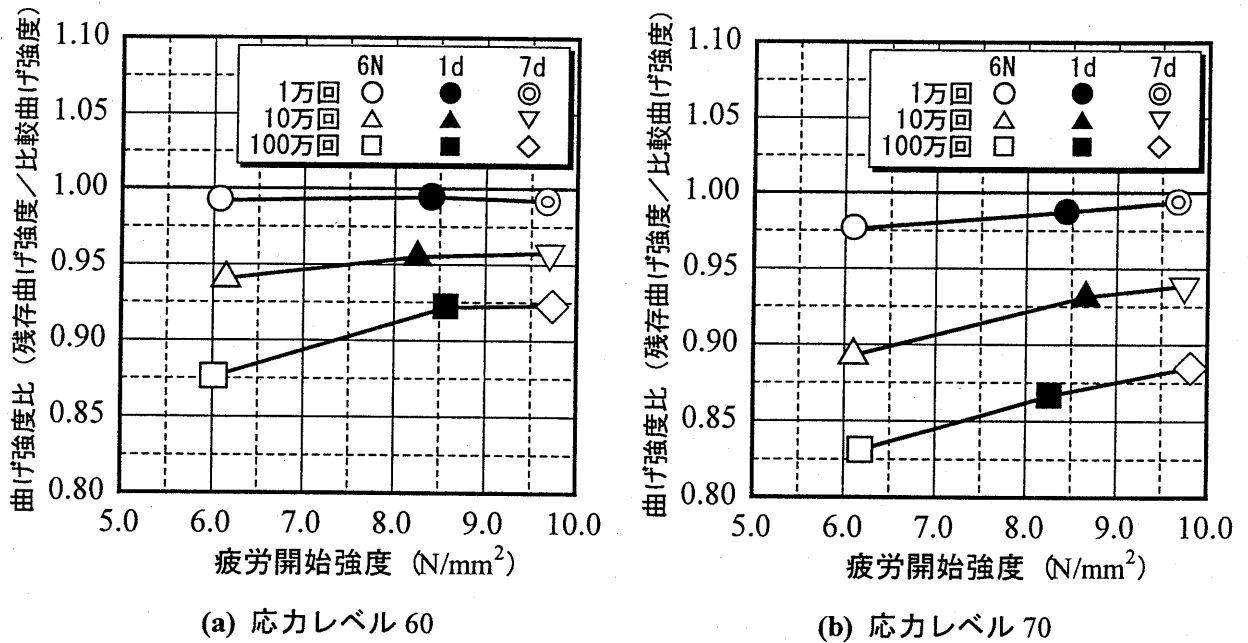 曲げ強度比（残存曲げ強度／比較曲げ強度）
1.10
1.05
1.00
0.95
0.90
0.85
0.80
6N 1d 7d
1万回
10万回
100万回
5.0 6.0 7.0 8.0 9.0 10.0
疲労開始強度（N/mm²）
(a) 応力レベル 60
曲げ強度比（残存曲げ強度／比較曲げ強度）
1.10
1.05
1.00
0.95
0.90
0.85
0.80
6N 1d 7d
1万回
10万回
100万回
5.0 6.0 7.0 8.0 9.0 10.0
疲労開始強度（N/mm²）
(b) 応力レベル 70